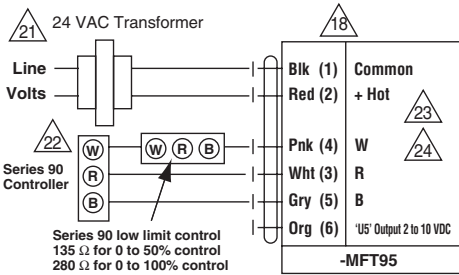 21 24 VAC Transformer
18
Line
Volts
Blk (1) Common
Red (2) + Hot
23
22
24
Series 90
Controller
W
R
B
W R B
Pnk (4) W
Wht (3) R
Gry (5) B
Org (6) 'U5' Output 2 to 10 VDC
Series 90 low limit control
135 Ω for 0 to 50% control
280 Ω for 0 to 100% control
-MFT95